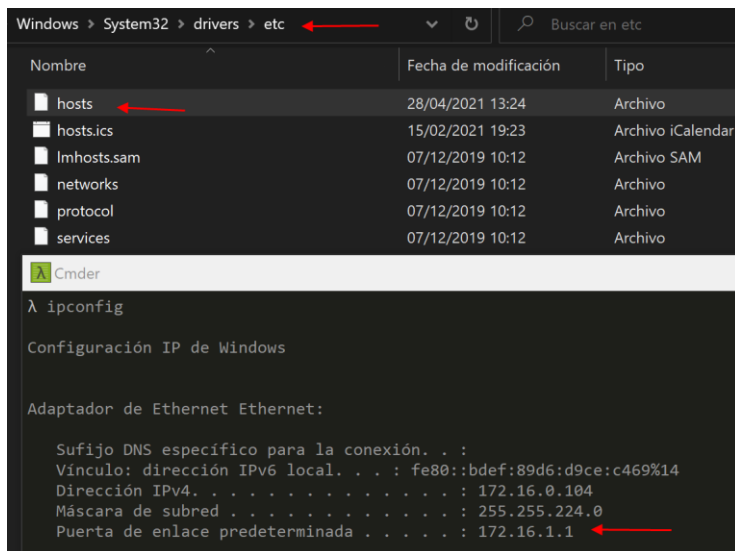 Windows > System32 > drivers > etc
Buscar en etc
Nombre Fecha de modificación Tipo
hosts 28/04/2021 13:24 Archivo
hosts.ics 15/02/2021 19:23 Archivo iCalendar
lmhosts.sam 07/12/2019 10:12 Archivo SAM
networks 07/12/2019 10:12 Archivo
protocol 07/12/2019 10:12 Archivo
services 07/12/2019 10:12 Archivo
λ Cmder
λ ipconfig
Configuración IP de Windows
Adaptador de Ethernet Ethernet:
Sufijo DNS específico para la conexión. . :
Vínculo: dirección IPv6 local. . . : fe80::bdef:89d6:d9ce:c469%14
Dirección IPv4. . . . . . . . . . . . . . : 172.16.0.104
Máscara de subred . . . . . . . . . . . . : 255.255.224.0
Puerta de enlace predeterminada . . . . . : 172.16.1.1